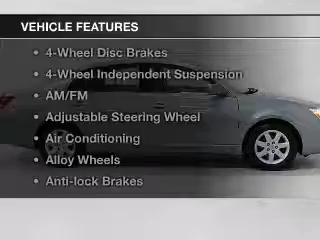 VEHICLE FEATURES
• 4-Wheel Disc Brakes
• 4-Wheel Independent Suspension
• AM/FM
• Adjustable Steering Wheel
• Air Conditioning
• Alloy Wheels
• Anti-lock Brakes